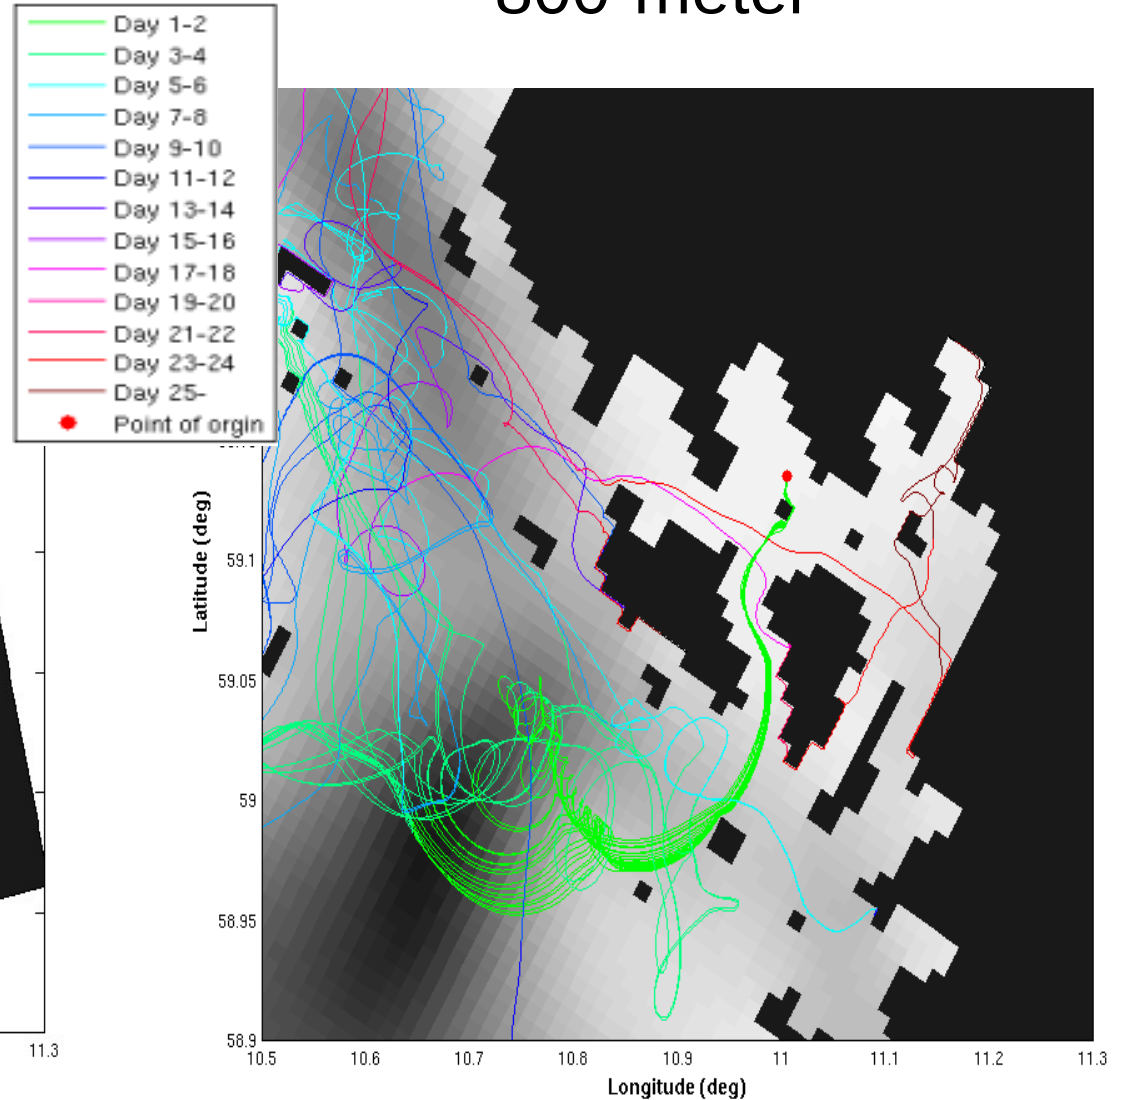 800 meter
Day 1-2
Day 3-4
Day 5-6
Day 7-8
Day 9-10
Day 11-12
Day 13-14
Day 15-16
Day 17-18
Day 19-20
Day 21-22
Day 23-24
Day 25-
Point of orgin
Latitude (deg)
59.1
59.05
59
58.95
58.9
11.3
10.5
10.6
10.7
10.8
10.9
11
11.1
11.2
11.3
Longitude (deg)